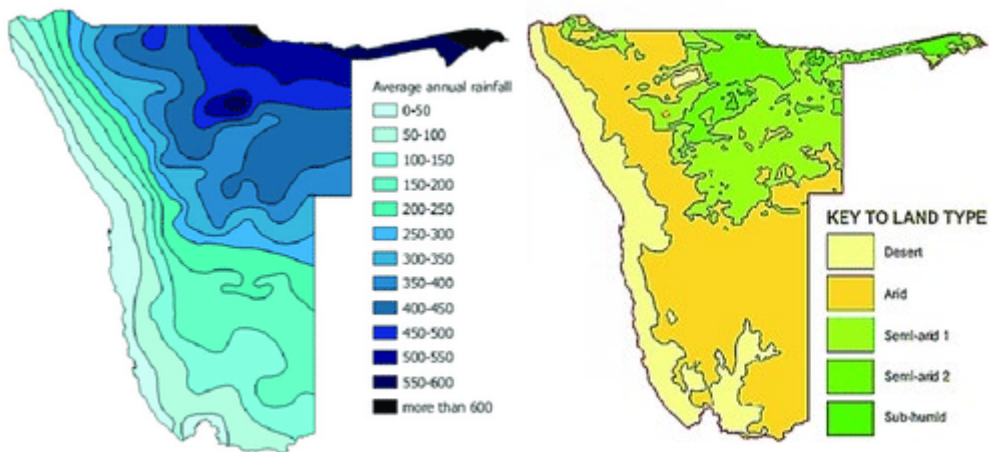 Average annual rainfall
0-50
50-100
100-150
150-200
200-250
250-300
300-350
350-400
400-450
450-500
500-550
550-600
more than 600
KEY TO LAND TYPE
Desert
Arid
Semi-arid 1
Semi-arid 2
Sub-humid